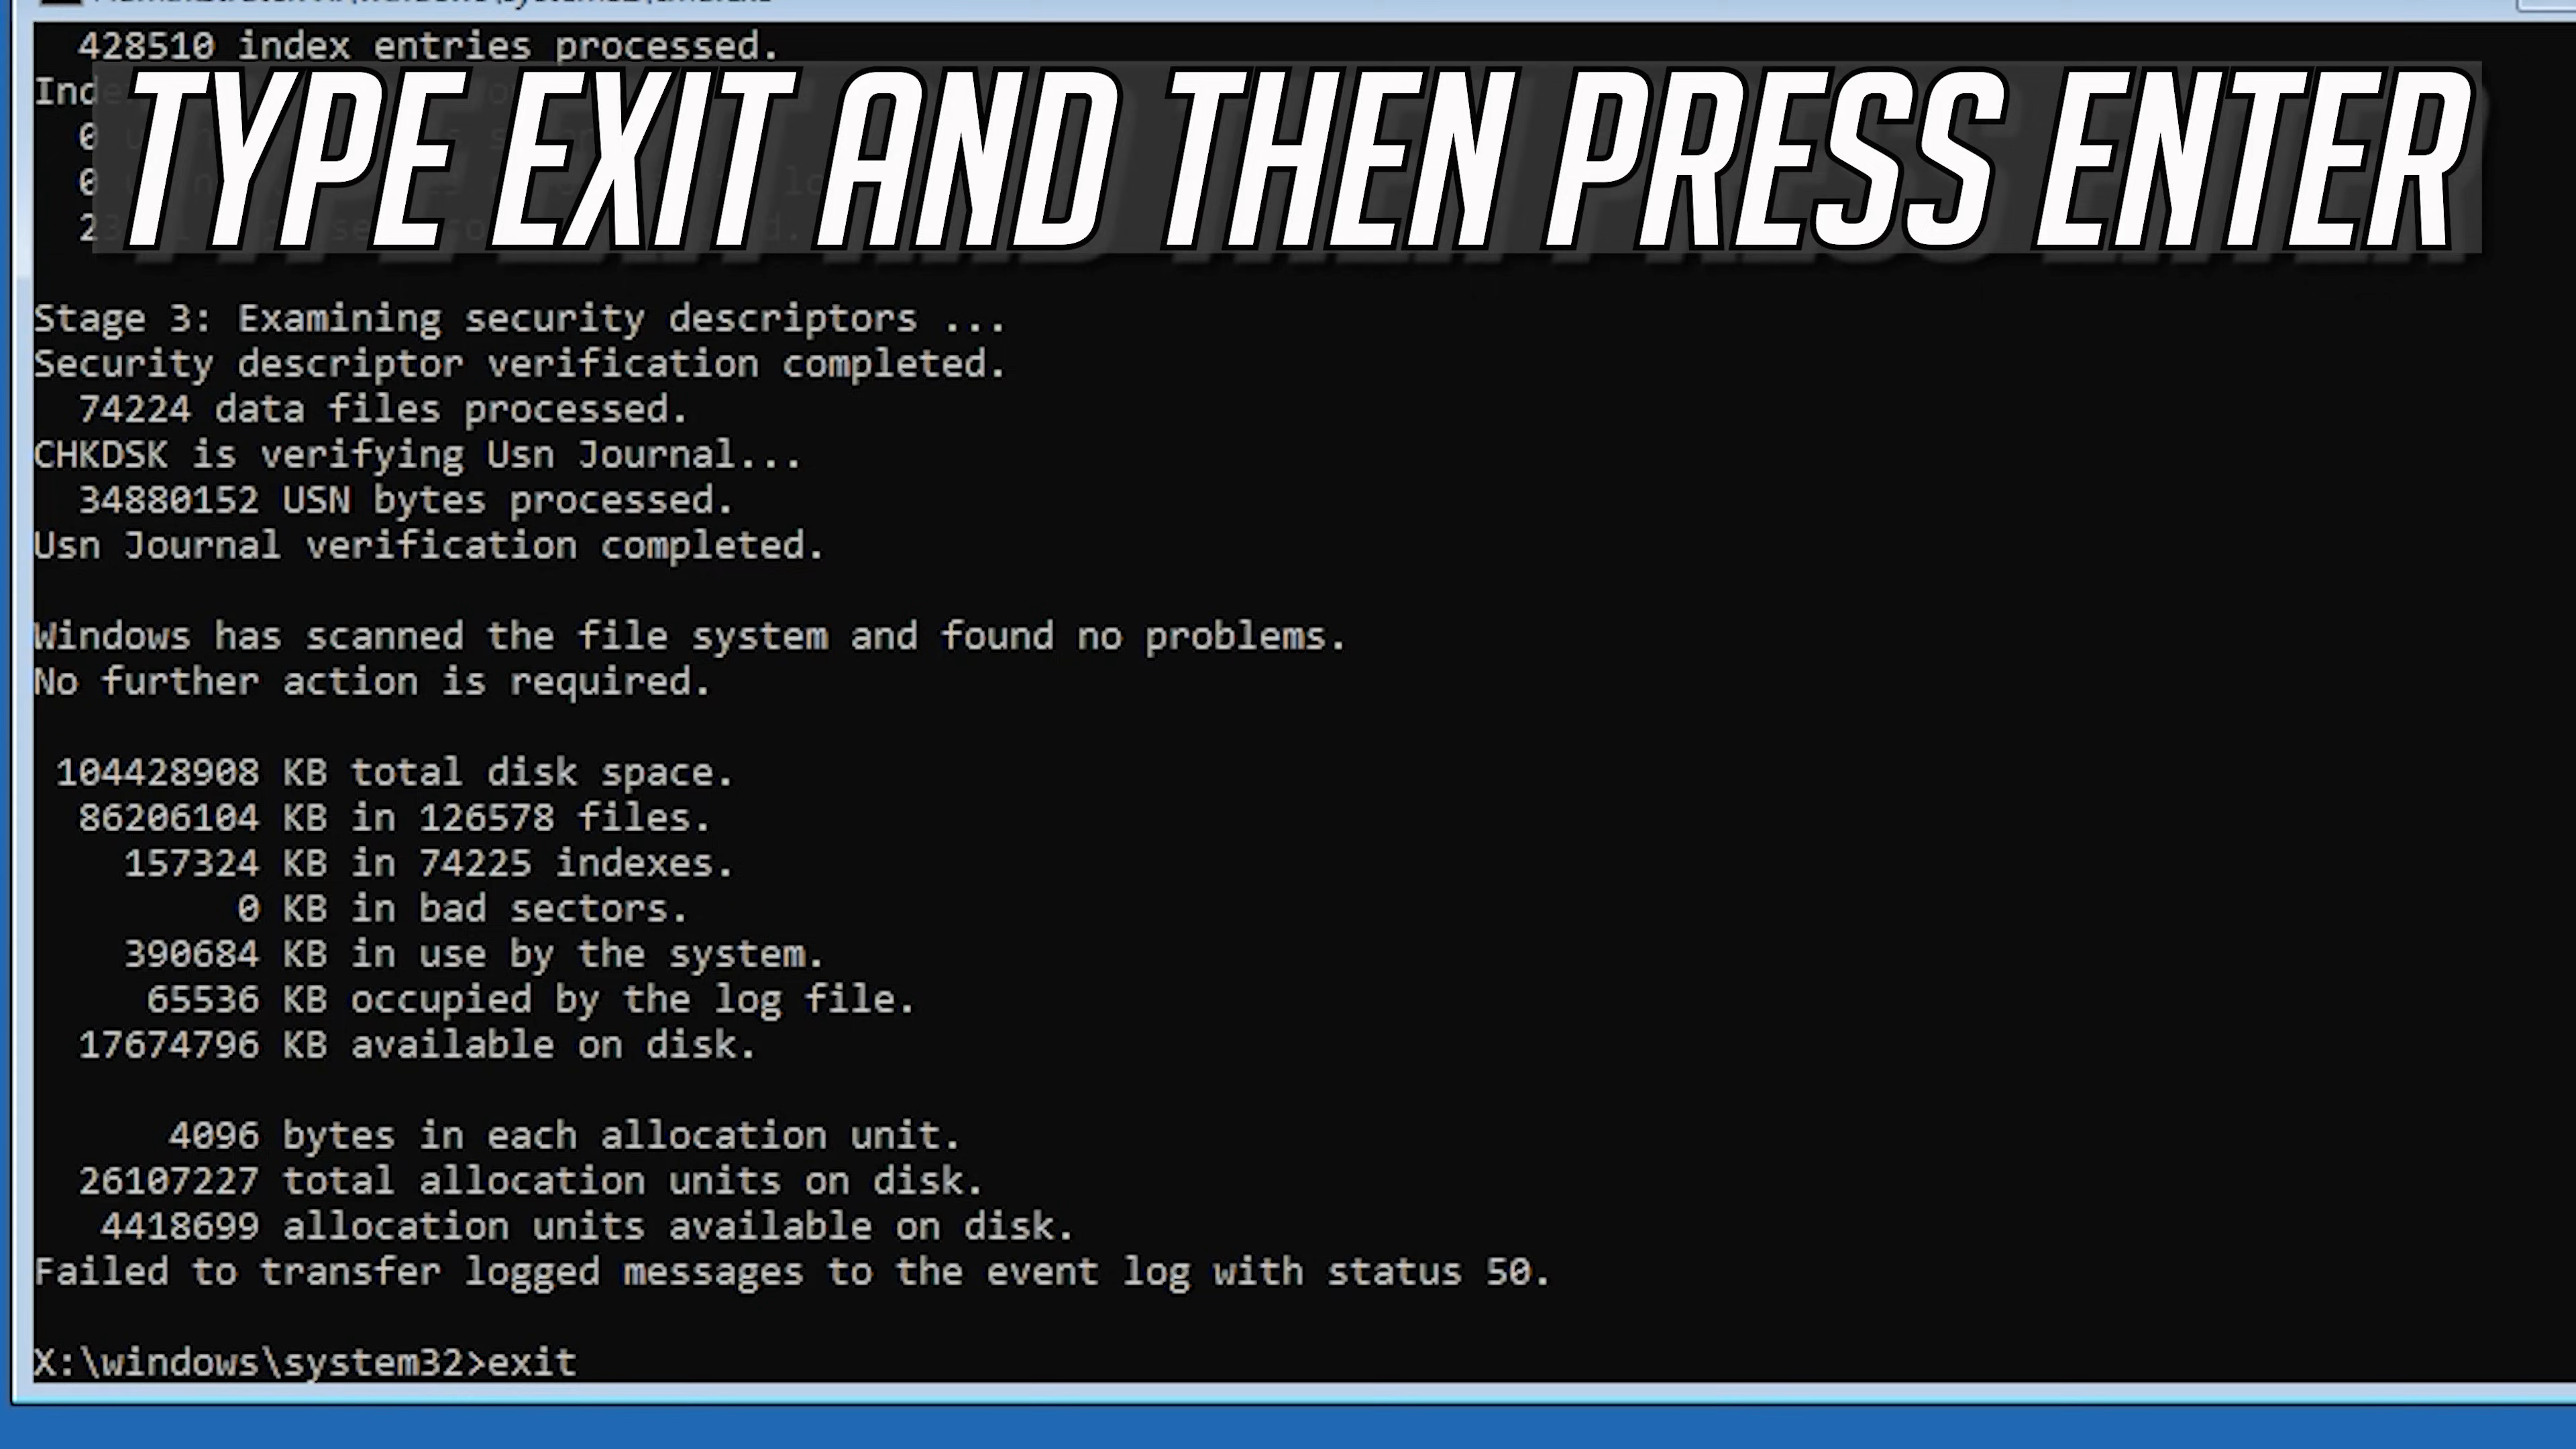 428510 index entries processed.
TYPE EXIT AND THEN PRESS ENTER
Stage 3: Examining security descriptors ...
Security descriptor verification completed.
74224 data files processed.
CHKDSK is verifying Usn Journal...
34880152 USN bytes processed.
Usn Journal verification completed.
Windows has scanned the file system and found no problems.
No further action is required.
104428908 KB total disk space.
86206104 KB in 126578 files.
157324 KB in 74225 indexes.
0 KB in bad sectors.
390684 KB in use by the system.
65536 KB occupied by the log file.
17674796 KB available on disk.
4096 bytes in each allocation unit.
26107227 total allocation units on disk.
4418699 allocation units available on disk.
Failed to transfer logged messages to the event log with status 50.
X:\windows\system32>exit